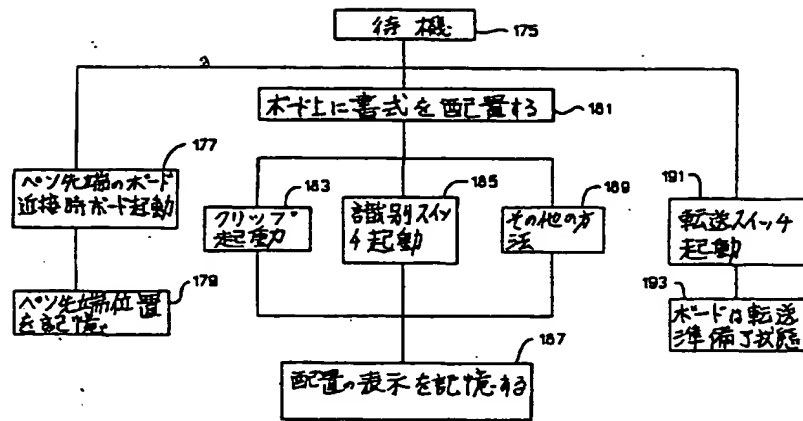 待機
175
ボード上に書式を配置する
181
177
ペン先端のボード
近接時ボード起動
183
クリップ
起動
185
識別スイッ
チ起動
189
その他の方
法
191
転送スイッチ
起動
179
ペン先端位置
を記憶
193
ボードは転送
準備了状態
187
配置の表示を記憶する